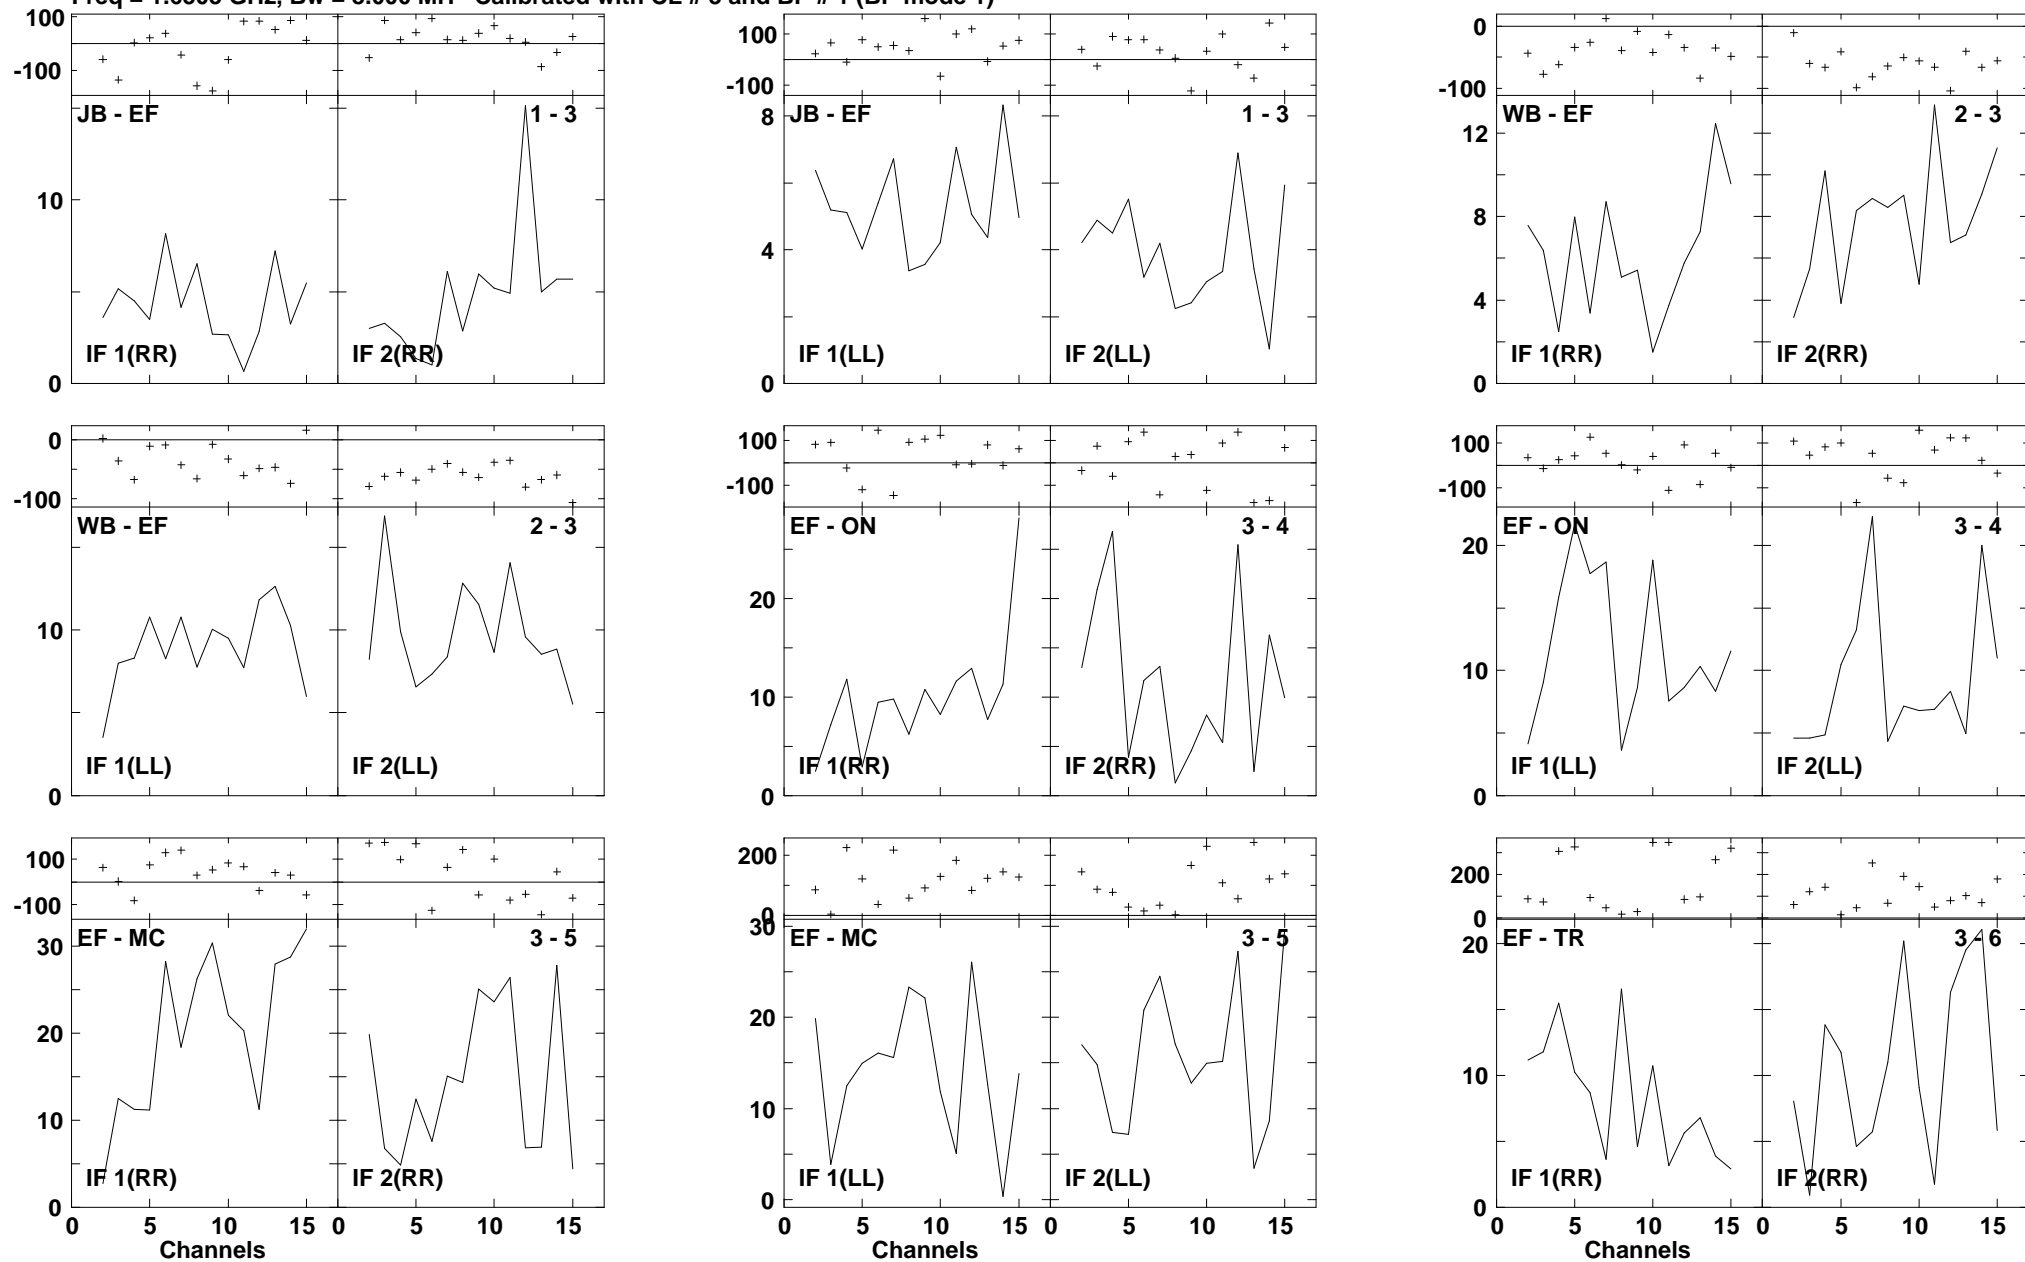 100
-100
JB - EF
1 - 3
10
0
IF 1(RR)
IF 2(RR)
100
-100
JB - EF
1 - 3
8
4
0
IF 1(LL)
IF 2(LL)
0
-100
WB - EF
2 - 3
12
8
4
0
IF 1(RR)
IF 2(RR)
0
-100
WB - EF
2 - 3
10
0
IF 1(LL)
IF 2(LL)
100
-100
EF - ON
3 - 4
20
10
0
IF 1(RR)
IF 2(RR)
100
-100
EF - ON
3 - 4
20
10
0
IF 1(LL)
IF 2(LL)
100
-100
EF - MC
3 - 5
30
20
10
0
IF 1(RR)
IF 2(RR)
0 5 10 15 0 5 10 15
Channels
200
0
EF - MC
3 - 5
30
20
10
0
IF 1(LL)
IF 2(LL)
0 5 10 15 0 5 10 15
Channels
200
0
EF - TR
3 - 6
20
10
0
IF 1(RR)
IF 2(RR)
0 5 10 15 0 5 10 15
Channels